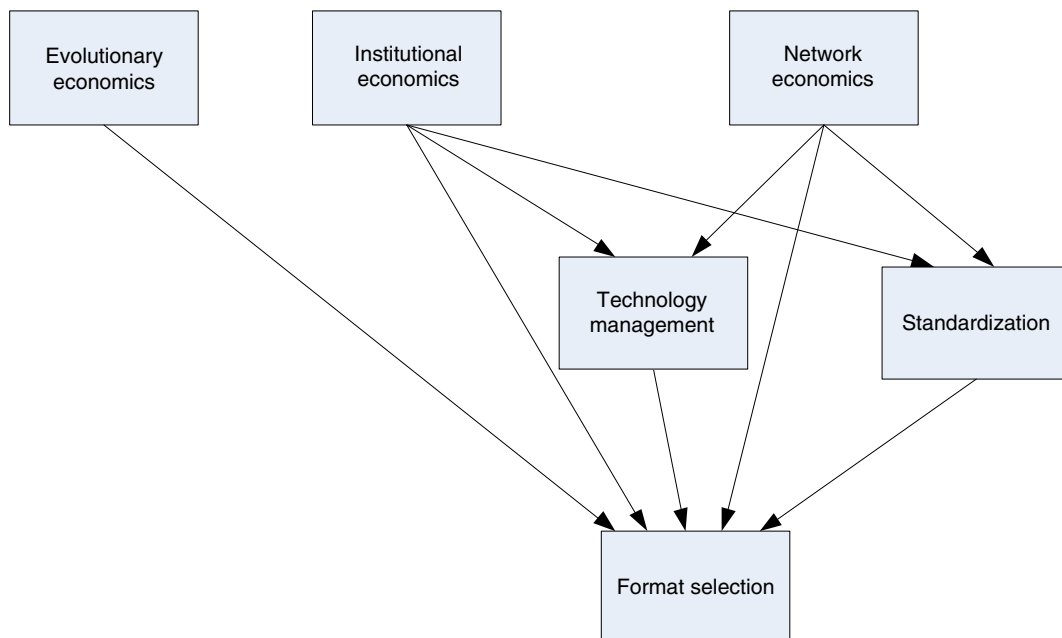 Evolutionary
economics
Institutional
economics
Network
economics
Technology
management
Standardization
Format selection